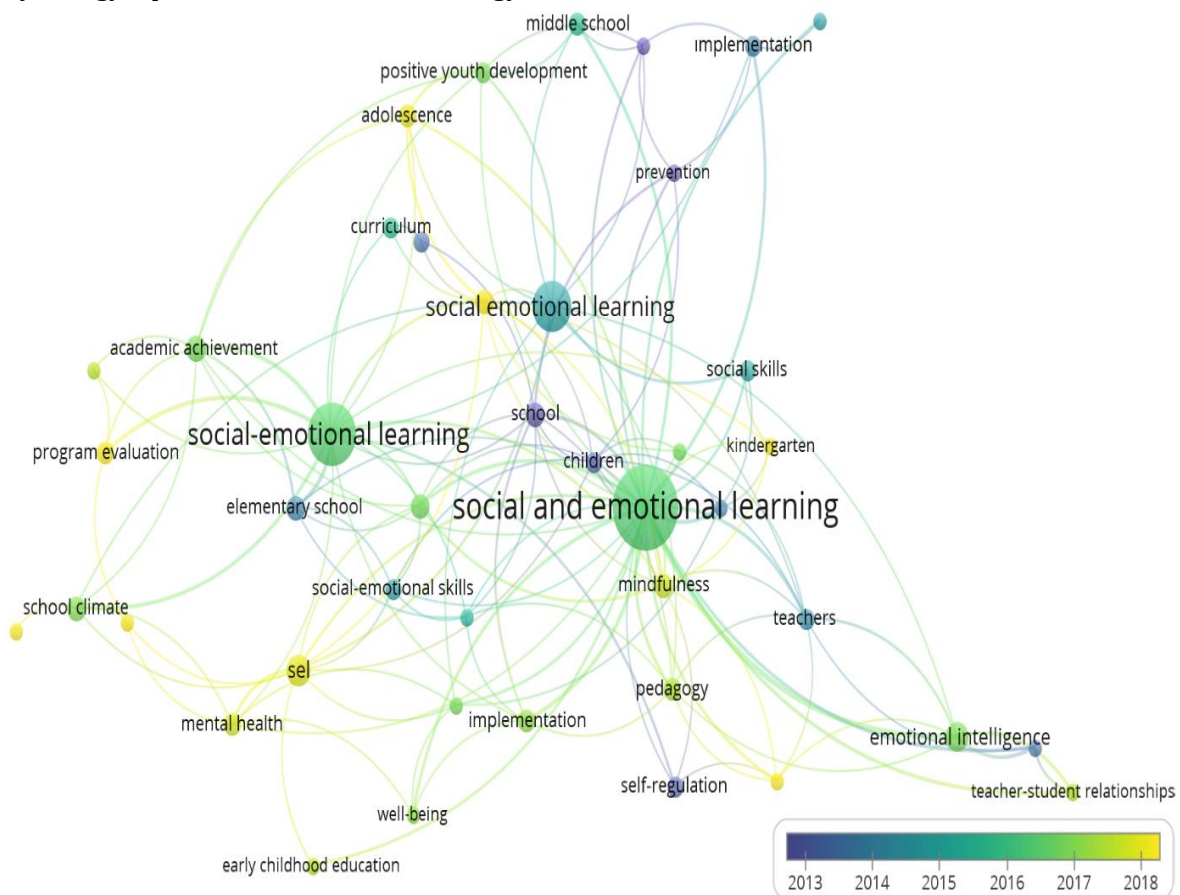 middle school
ımplementation
positive youth development
adolescence
prevention
curriculum
social emotional learning
academic achievement
social skills
school
social-emotional learning
kindergarten
program evaluation
children
elementary school
social and emotional learning
mindfulness
social-emotional skills
school climate
teachers
sel
pedagogy
mental health
implementation
emotional intelligence
self-regulation
teacher-student relationships
well-being
early childhood education
2013 2014 2015 2016 2017 2018